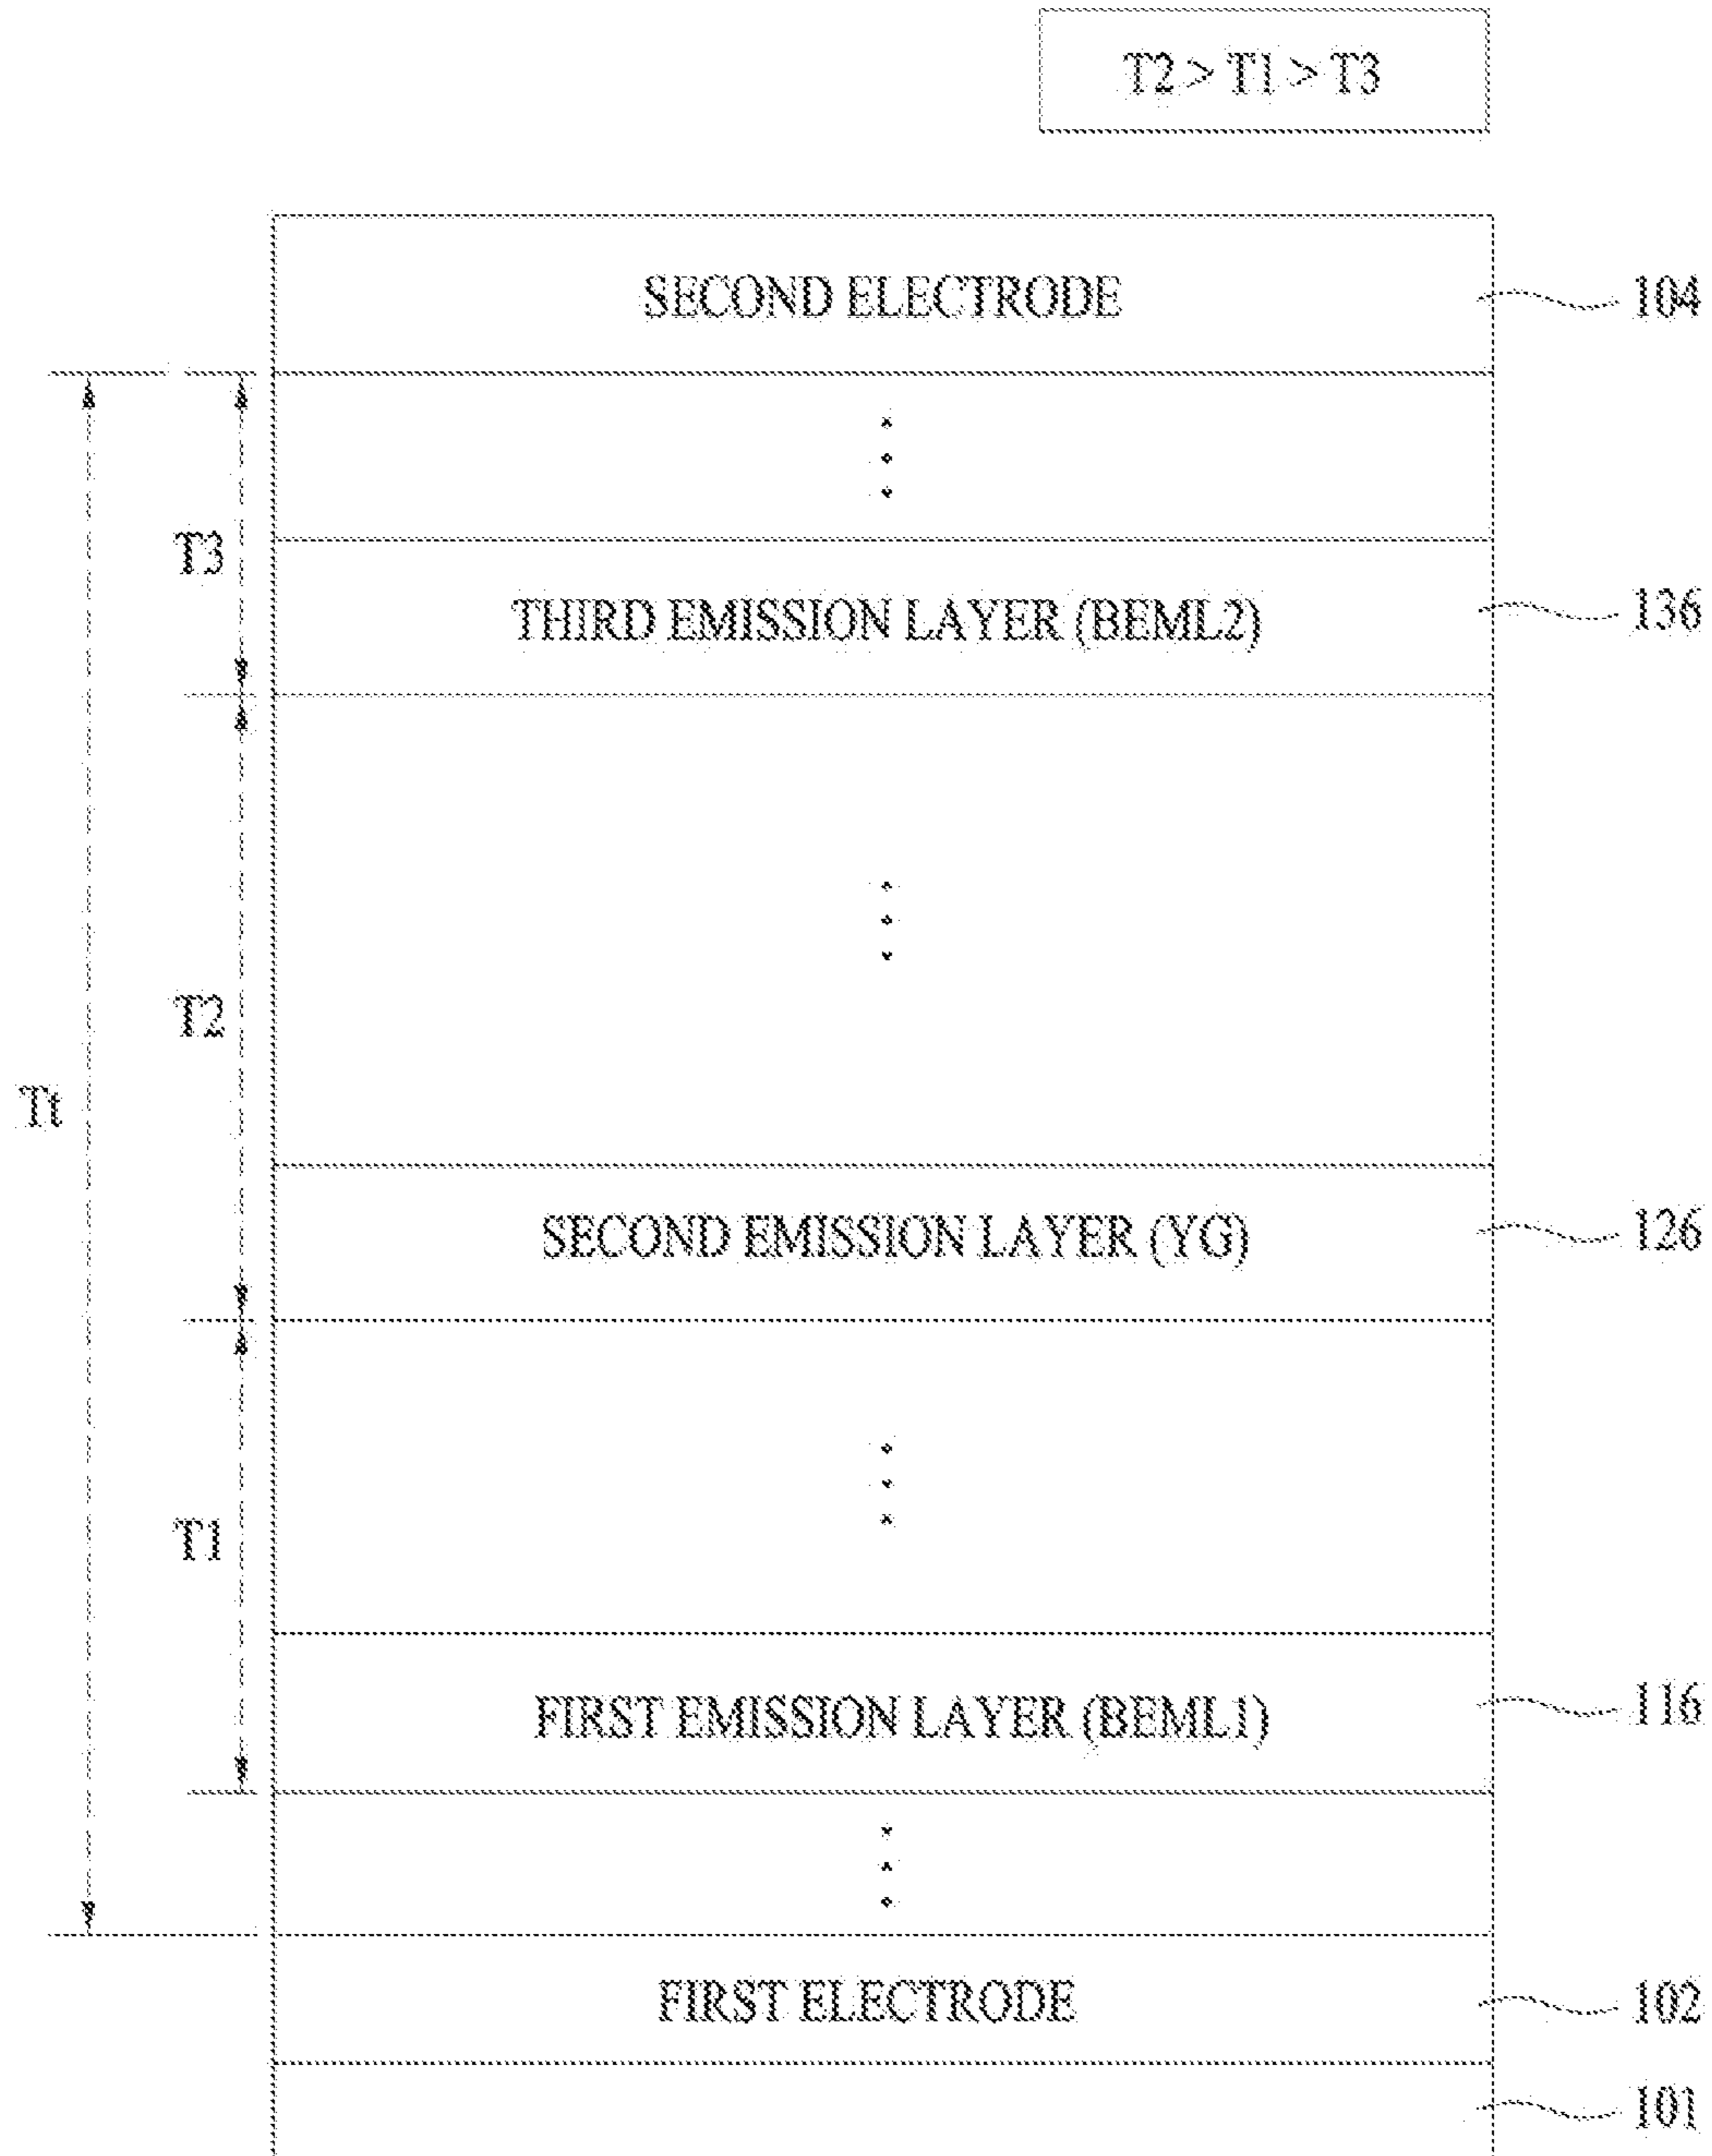 T2 > T1 > T3
SECOND ELECTRODE
104
T3
THIRD EMISSION LAYER (BEML2)
136
T2
Tt
SECOND EMISSION LAYER (YG)
126
T1
FIRST EMISSION LAYER (BEML1)
116
FIRST ELECTRODE
102
101